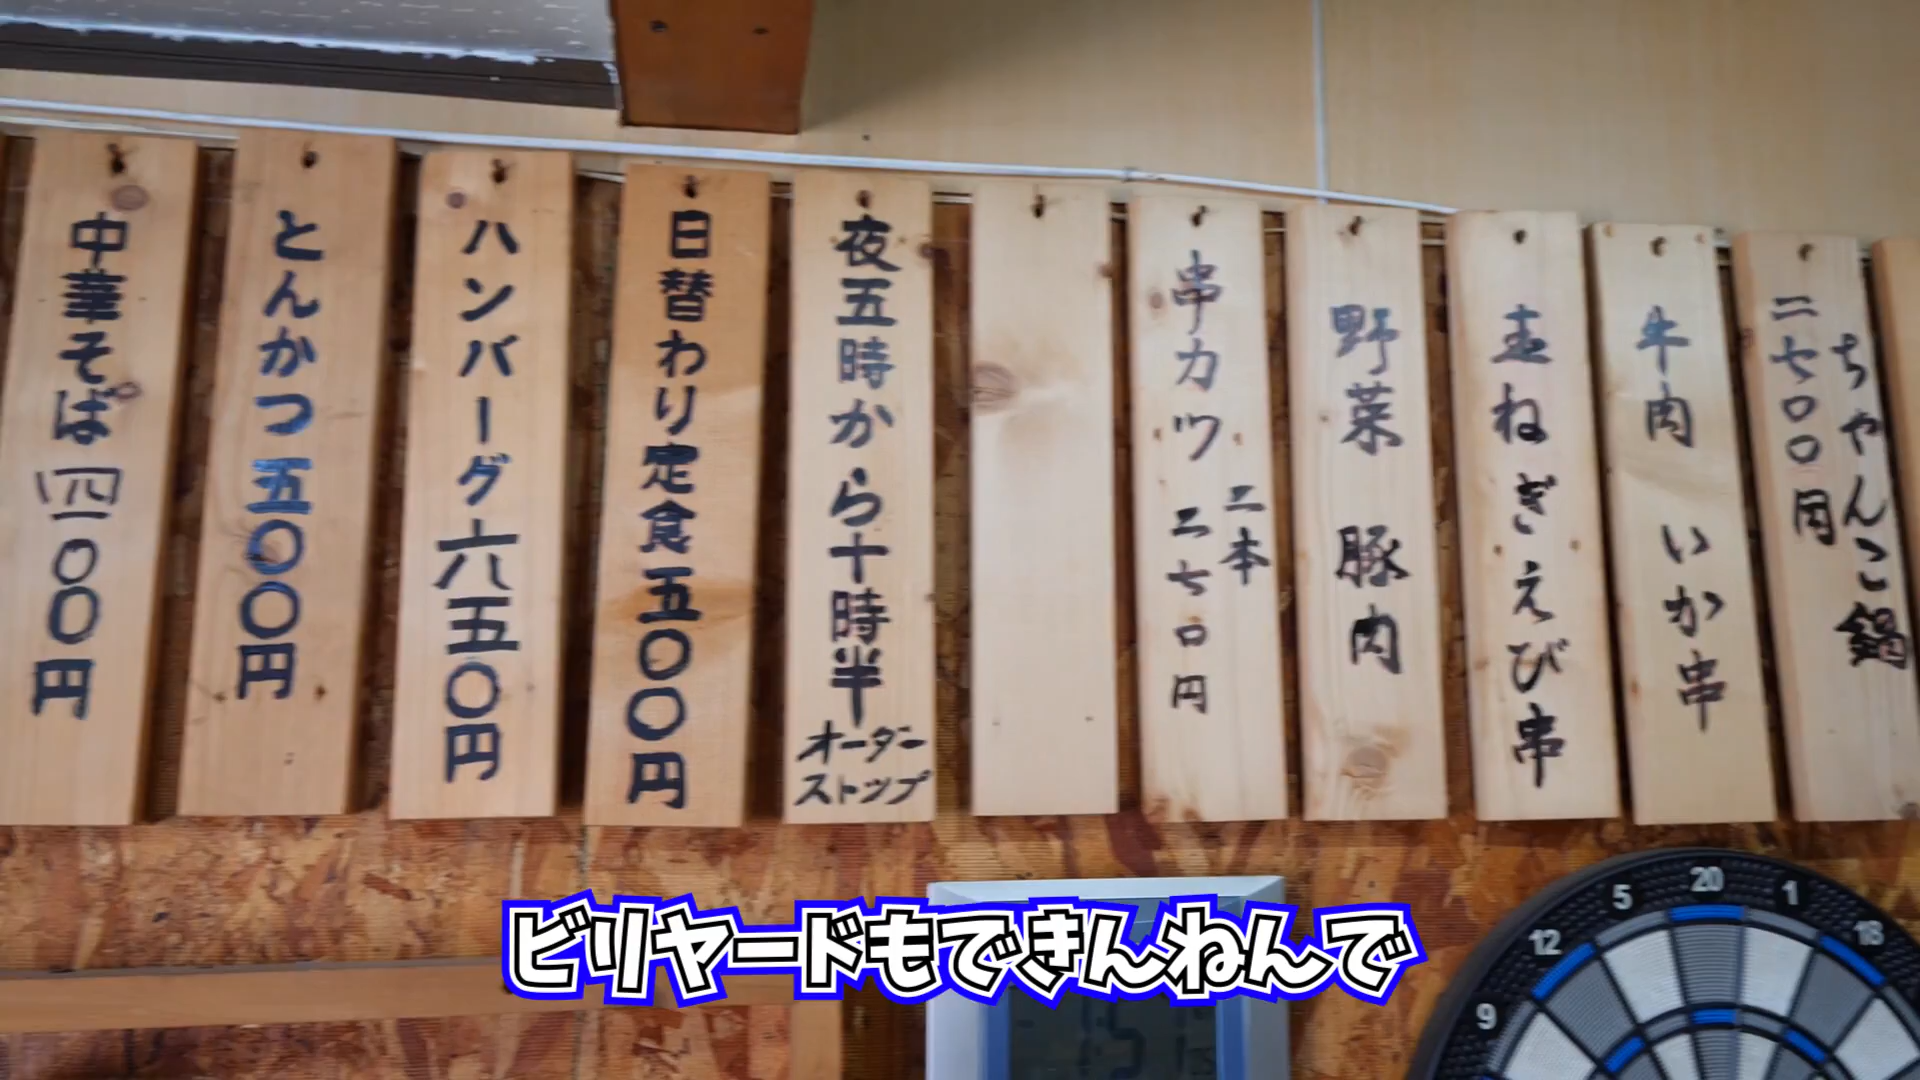 中華そば 四〇〇円
とんかつ 五〇〇円
ハンバーグ 六五〇円
日替わり定食 五〇〇円
夜五時から十時半
オーダー
ストップ
串カツ 二本
二七〇円
野菜 豚肉
玉ねぎ えび串
牛肉 いか串
ちゃんこ鍋
二七〇〇円
ビリヤードもできんねんで
5 20 1
12 18
9